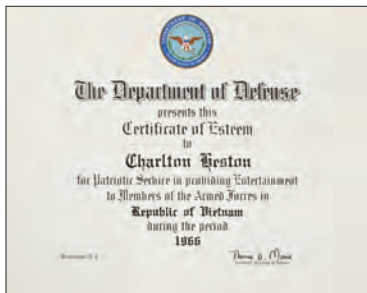 The Department of Defense
presents this
Certificate of Esteem
to
Charlton Heston
for Patriotic Service in providing Entertainment
to Members of the Armed Forces in
Republic of Vietnam
during the period
1966